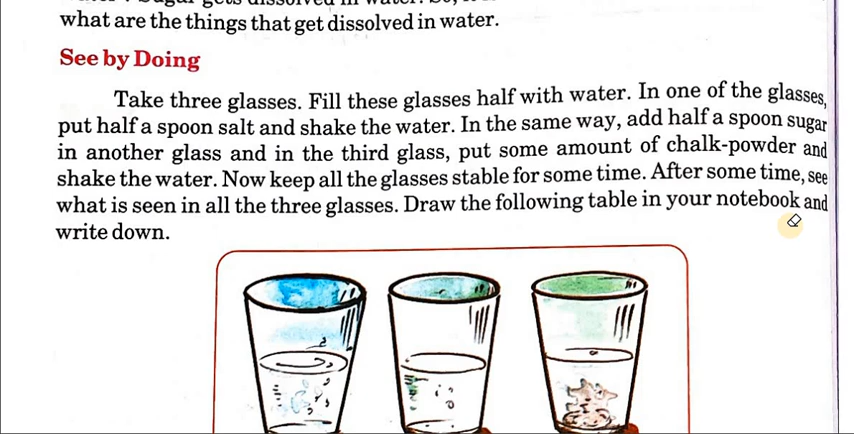 what are the things that get dissolved in water.
See by Doing
Take three glasses. Fill these glasses half with water. In one of the glasses,
put half a spoon salt and shake the water. In the same way, add half a spoon sugar
in another glass and in the third glass, put some amount of chalk-powder and
shake the water. Now keep all the glasses stable for some time. After some time, see
what is seen in all the three glasses. Draw the following table in your notebook and
write down.